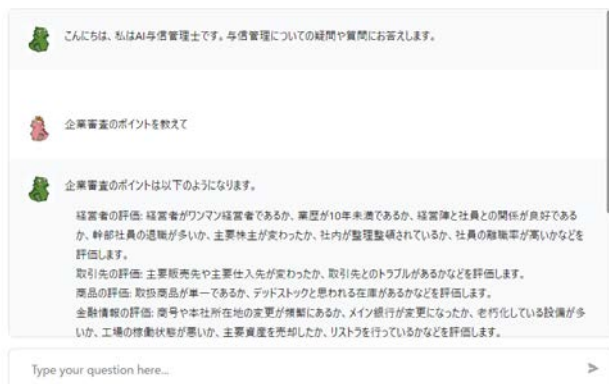 こんにちは、私はAI与信管理士です。与信管理についての疑問や質問にお答えします。
企業審査のポイントを教えて
企業審査のポイントは以下のようになります。
経営者の評価: 経営者がワンマン経営者であるか、業歴が10年未満であるか、経営陣と社員との関係が良好である
か、幹部社員の退職が多いか、主要株主が変わったか、社内が整理整頓されているか、社員の離職率が高いかなどを
評価します。
取引先の評価: 主要販売先や主要仕入先が変わったか、取引先とのトラブルがあるかなどを評価します。
商品の評価: 取扱商品が単一であるか、デッドストックと思われる在庫があるかなどを評価します。
金融情報の評価: 商号や本社所在地の変更が頻繁にあるか、メイン銀行が変更になったか、老朽化している設備が多
いか、工場の稼働状態が悪いか、主要資産を売却したか、リストラを行っているかなどを評価します。
Type your question here...